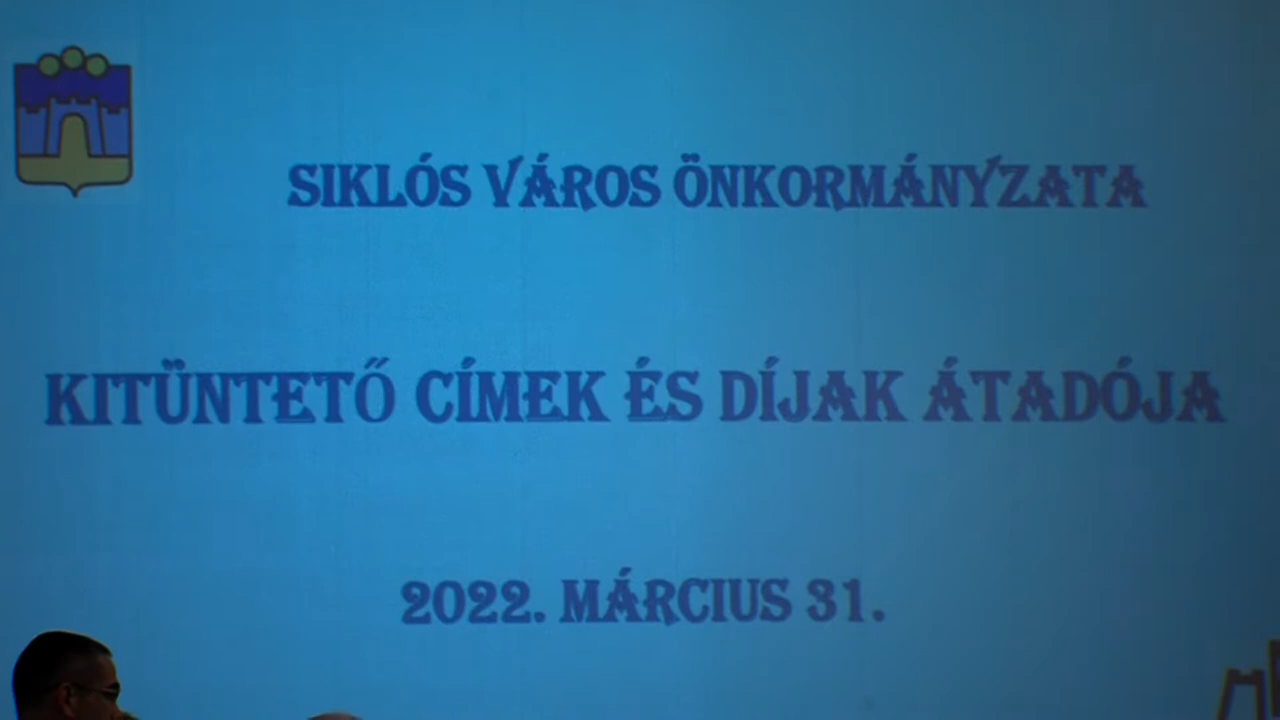 SIKLÓS VÁROS ÖNKORMÁNYZATA
KITÜNTETŐ CÍMEK ÉS DÍJAK ÁTADÓJA
2022. MÁRCIUS 31.